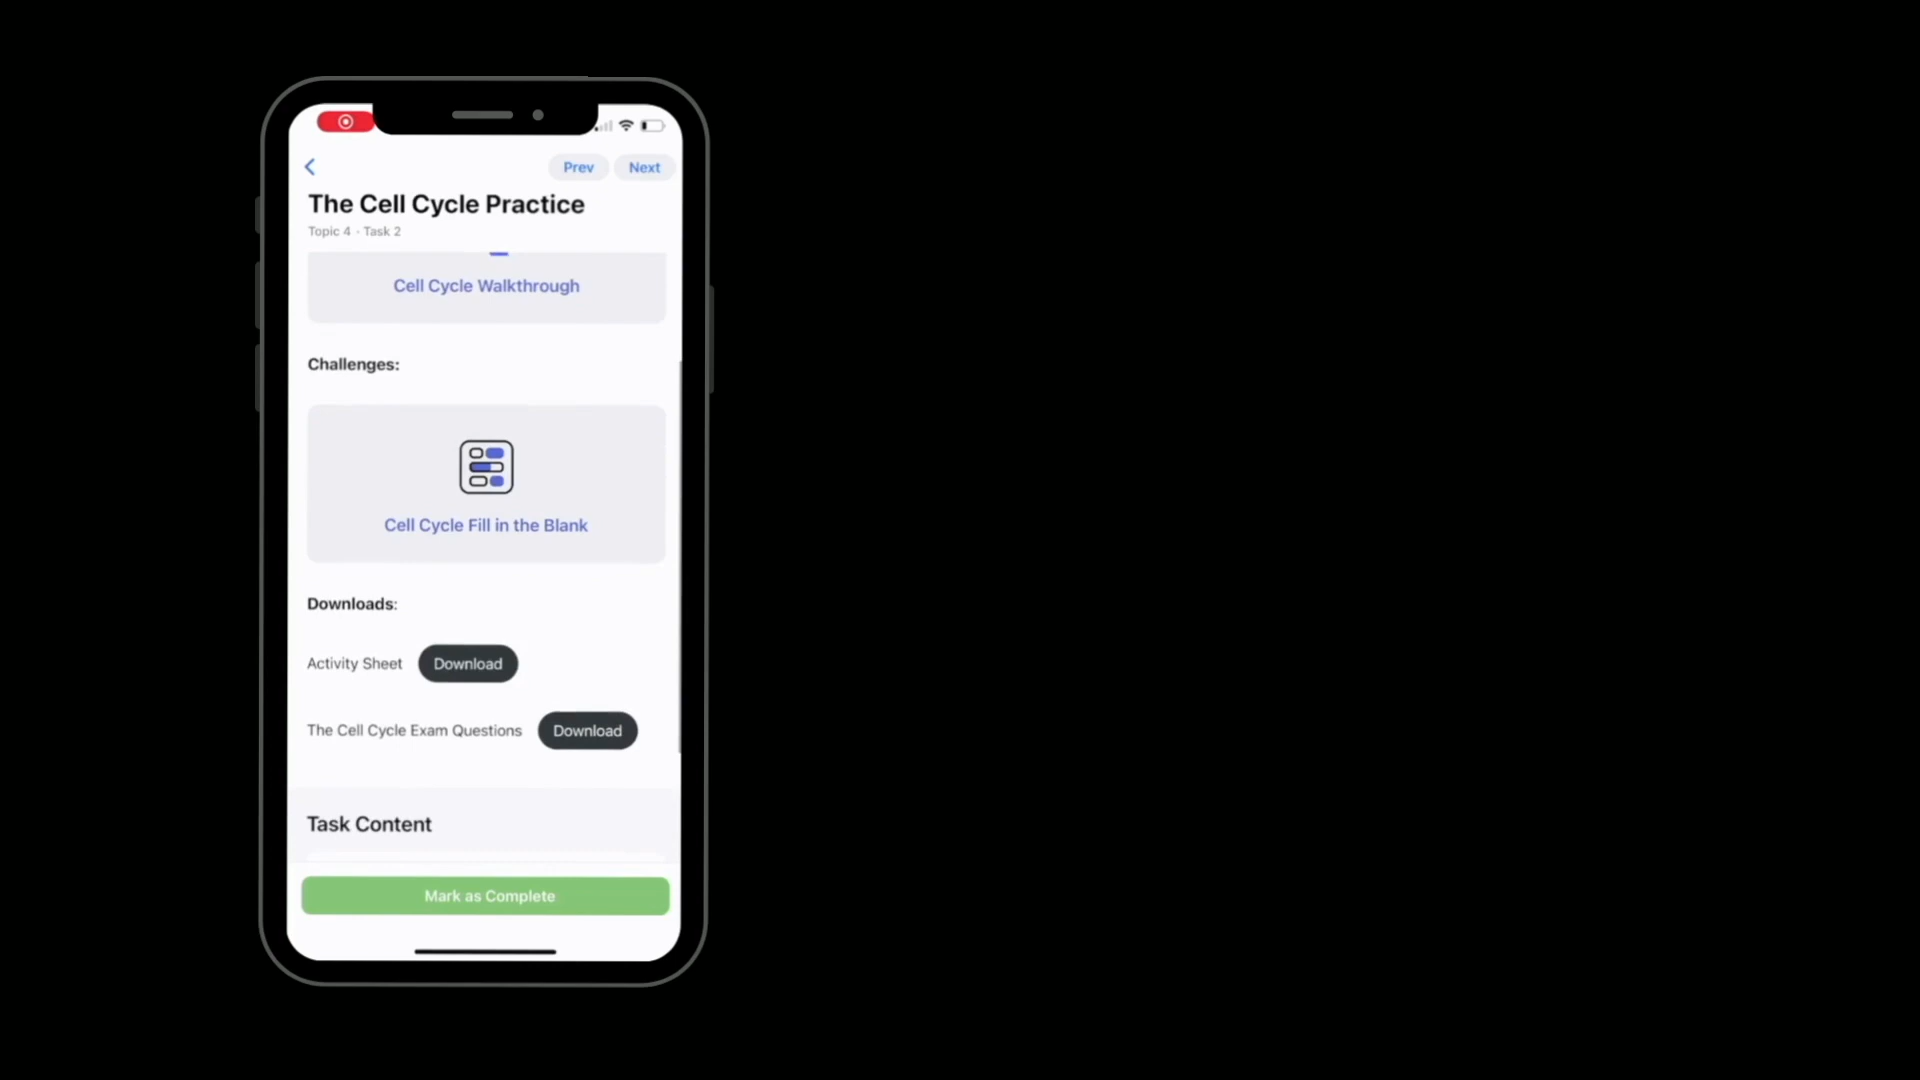 Prev
Next
The Cell Cycle Practice
Topic 4 · Task 2
Cell Cycle Walkthrough
Challenges:
Cell Cycle Fill in the Blank
Downloads:
Activity Sheet
Download
The Cell Cycle Exam Questions
Download
Task Content
Mark as Complete